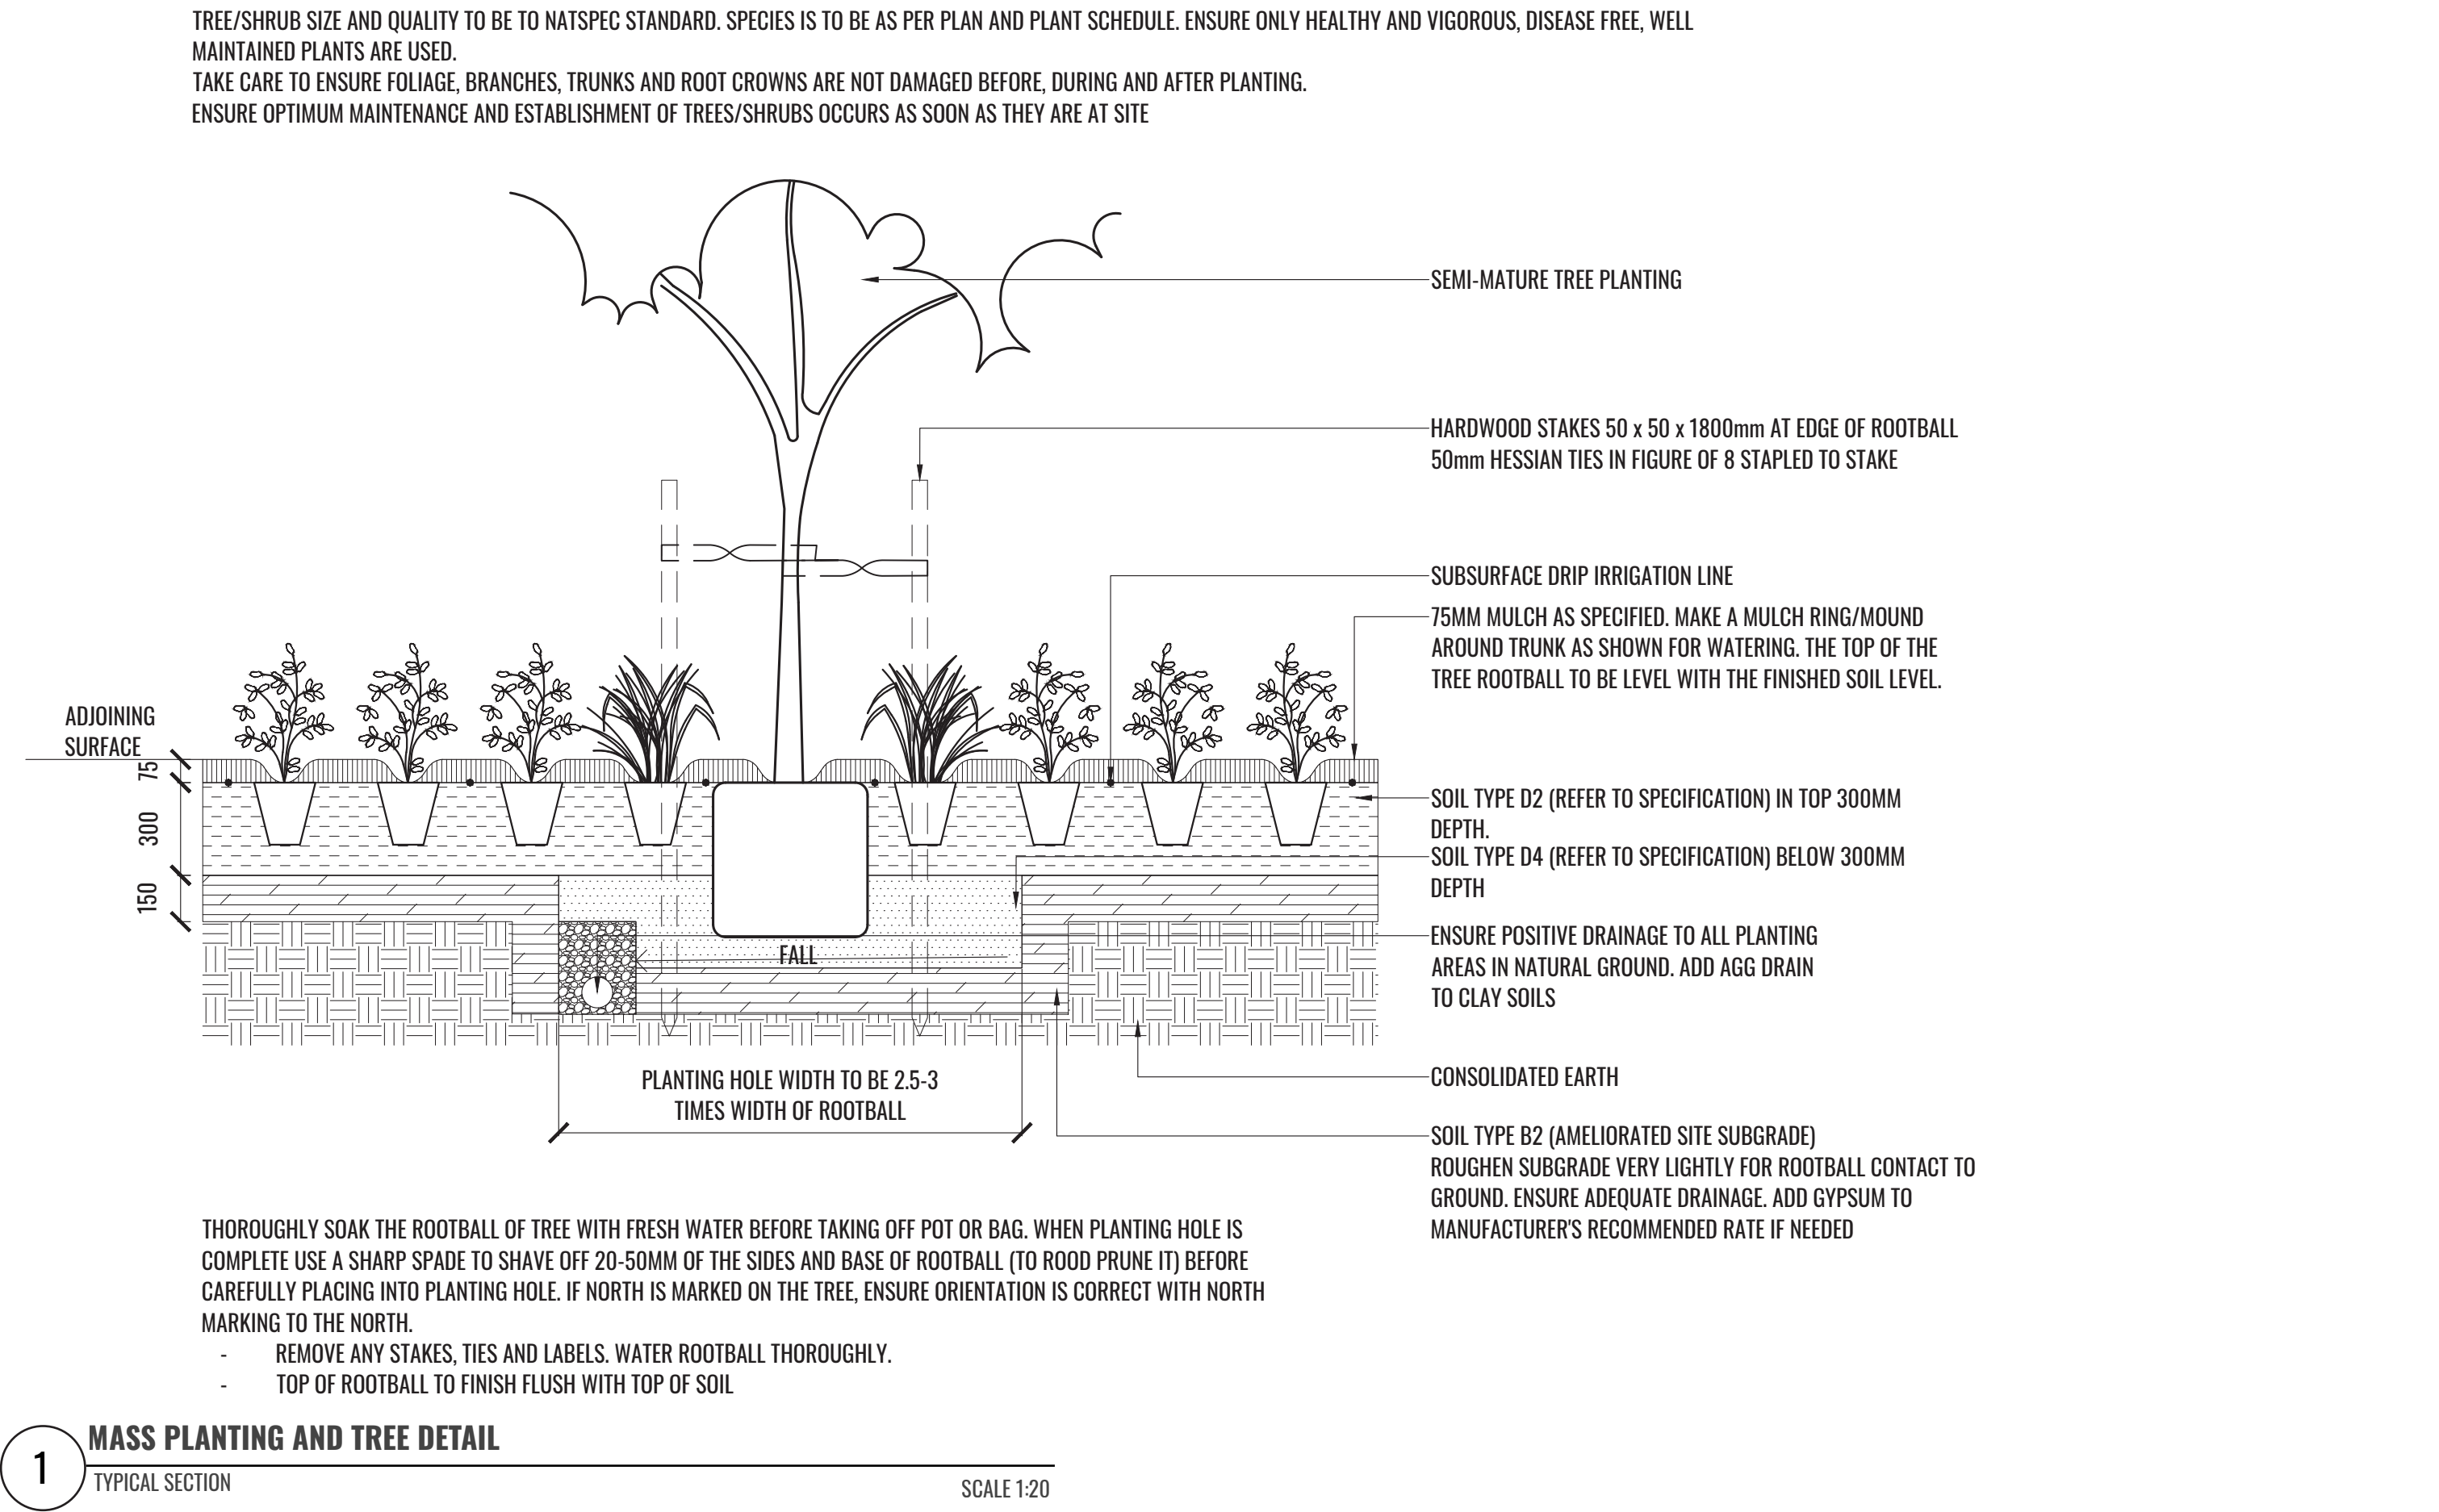 TREE/SHRUB SIZE AND QUALITY TO BE TO NATSPEC STANDARD. SPECIES IS TO BE AS PER PLAN AND PLANT SCHEDULE. ENSURE ONLY HEALTHY AND VIGOROUS, DISEASE FREE, WELL
MAINTAINED PLANTS ARE USED.
TAKE CARE TO ENSURE FOLIAGE, BRANCHES, TRUNKS AND ROOT CROWNS ARE NOT DAMAGED BEFORE, DURING AND AFTER PLANTING.
ENSURE OPTIMUM MAINTENANCE AND ESTABLISHMENT OF TREES/SHRUBS OCCURS AS SOON AS THEY ARE AT SITE
SEMI-MATURE TREE PLANTING
HARDWOOD STAKES 50 x 50 x 1800mm AT EDGE OF ROOTBALL
50mm HESSIAN TIES IN FIGURE OF 8 STAPLED TO STAKE
SUBSURFACE DRIP IRRIGATION LINE
75MM MULCH AS SPECIFIED. MAKE A MULCH RING/MOUND
AROUND TRUNK AS SHOWN FOR WATERING. THE TOP OF THE
TREE ROOTBALL TO BE LEVEL WITH THE FINISHED SOIL LEVEL.
ADJOINING
SURFACE
75
300
150
SOIL TYPE D2 (REFER TO SPECIFICATION) IN TOP 300MM
DEPTH.
SOIL TYPE D4 (REFER TO SPECIFICATION) BELOW 300MM
DEPTH
FALL
ENSURE POSITIVE DRAINAGE TO ALL PLANTING
AREAS IN NATURAL GROUND. ADD AGG DRAIN
TO CLAY SOILS
CONSOLIDATED EARTH
PLANTING HOLE WIDTH TO BE 2.5-3
TIMES WIDTH OF ROOTBALL
SOIL TYPE B2 (AMELIORATED SITE SUBGRADE)
ROUGHEN SUBGRADE VERY LIGHTLY FOR ROOTBALL CONTACT TO
GROUND. ENSURE ADEQUATE DRAINAGE. ADD GYPSUM TO
MANUFACTURER'S RECOMMENDED RATE IF NEEDED
THOROUGHLY SOAK THE ROOTBALL OF TREE WITH FRESH WATER BEFORE TAKING OFF POT OR BAG. WHEN PLANTING HOLE IS
COMPLETE USE A SHARP SPADE TO SHAVE OFF 20-50MM OF THE SIDES AND BASE OF ROOTBALL (TO ROOD PRUNE IT) BEFORE
CAREFULLY PLACING INTO PLANTING HOLE. IF NORTH IS MARKED ON THE TREE, ENSURE ORIENTATION IS CORRECT WITH NORTH
MARKING TO THE NORTH.
- REMOVE ANY STAKES, TIES AND LABELS. WATER ROOTBALL THOROUGHLY.
- TOP OF ROOTBALL TO FINISH FLUSH WITH TOP OF SOIL
1
MASS PLANTING AND TREE DETAIL
TYPICAL SECTION
SCALE 1:20